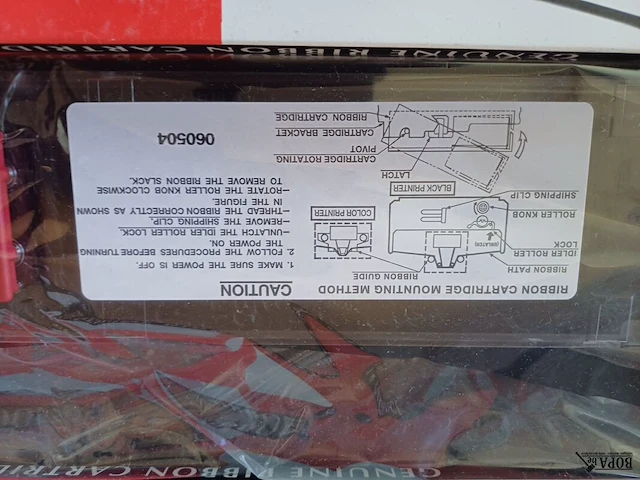 GENUINE RIBBON CARTRIDGE
RIBBON CARTRIDGE MOUNTING METHOD
RIBBON PATH
IDLER ROLLER
LOCK
ROLLER KNOB
SHIPPING CLIP
RIBBON GUIDE
(UNLATCH)
BLACK PRINTER
COLOR PRINTER
LATCH
CARTRIDGE ROTATING
PIVOT
CARTRIDGE BRACKET
RIBBON CARTRIDGE
CAUTION
1. MAKE SURE THE POWER IS OFF.
2. FOLLOW THE PROCEDURES BEFORE TURNING
THE POWER ON.
—UNLATCH THE IDLER ROLLER LOCK.
—REMOVE THE SHIPPING CLIP.
—THREAD THE RIBBON CORRECTLY AS SHOWN
IN THE FIGURE.
—ROTATE THE ROLLER KNOB CLOCKWISE
TO REMOVE THE RIBBON SLACK.
060504
GENUINE RIBBON CARTRID
BOPA